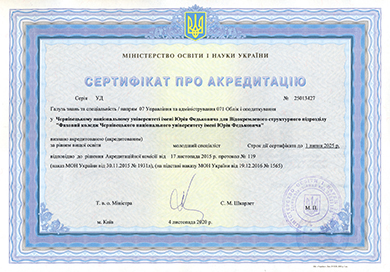 МІНІСТЕРСТВО ОСВІТИ І НАУКИ УКРАЇНИ
СЕРТИФІКАТ ПРО АКРЕДИТАЦІЮ
Серія УД № 25013427
Галузь знань та спеціальність / напрям 07 Управління та адміністрування 071 Облік і оподаткування
у Чернівецькому національному університеті імені Юрія Федьковича для Відокремленого структурного підрозділу
"Фаховий коледж Чернівецького національного університету імені Юрія Федьковича"
визнано акредитованою (акредитованим)
за рівнем вищої освіти молодший спеціаліст Строк дії сертифіката до 1 липня 2025 р.
відповідно до рішення Акредитаційної комісії від 17 листопада 2015 р. протокол № 119
(наказ МОН України від 30.11.2015 № 1931л), (на підставі наказу МОН України від 19.12.2016 № 1565)
Т. в. о. Міністра С. М. Шкарлет
м. Київ 4 листопада 2020 р. М. П.